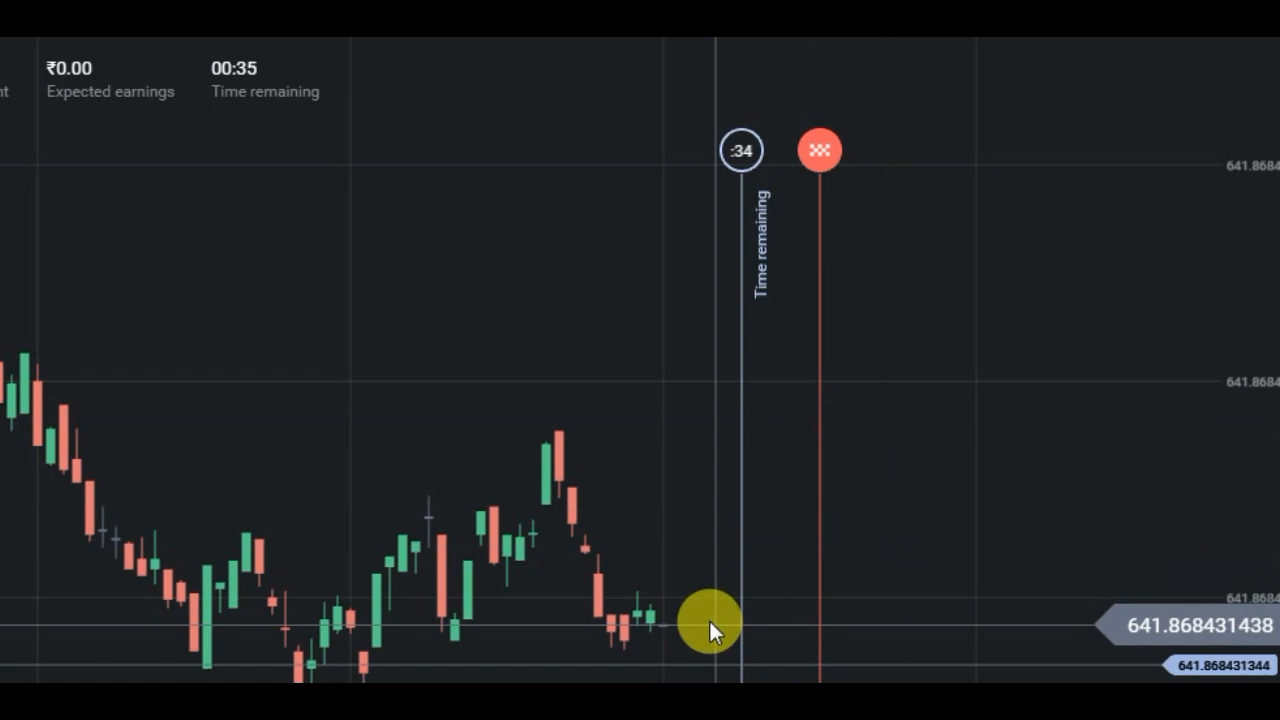 ₹0.00
00:35
nt
Expected earnings
Time remaining
:34
641.8684
Time remaining
641.8684
641.8684
641.868431438
641.868431344